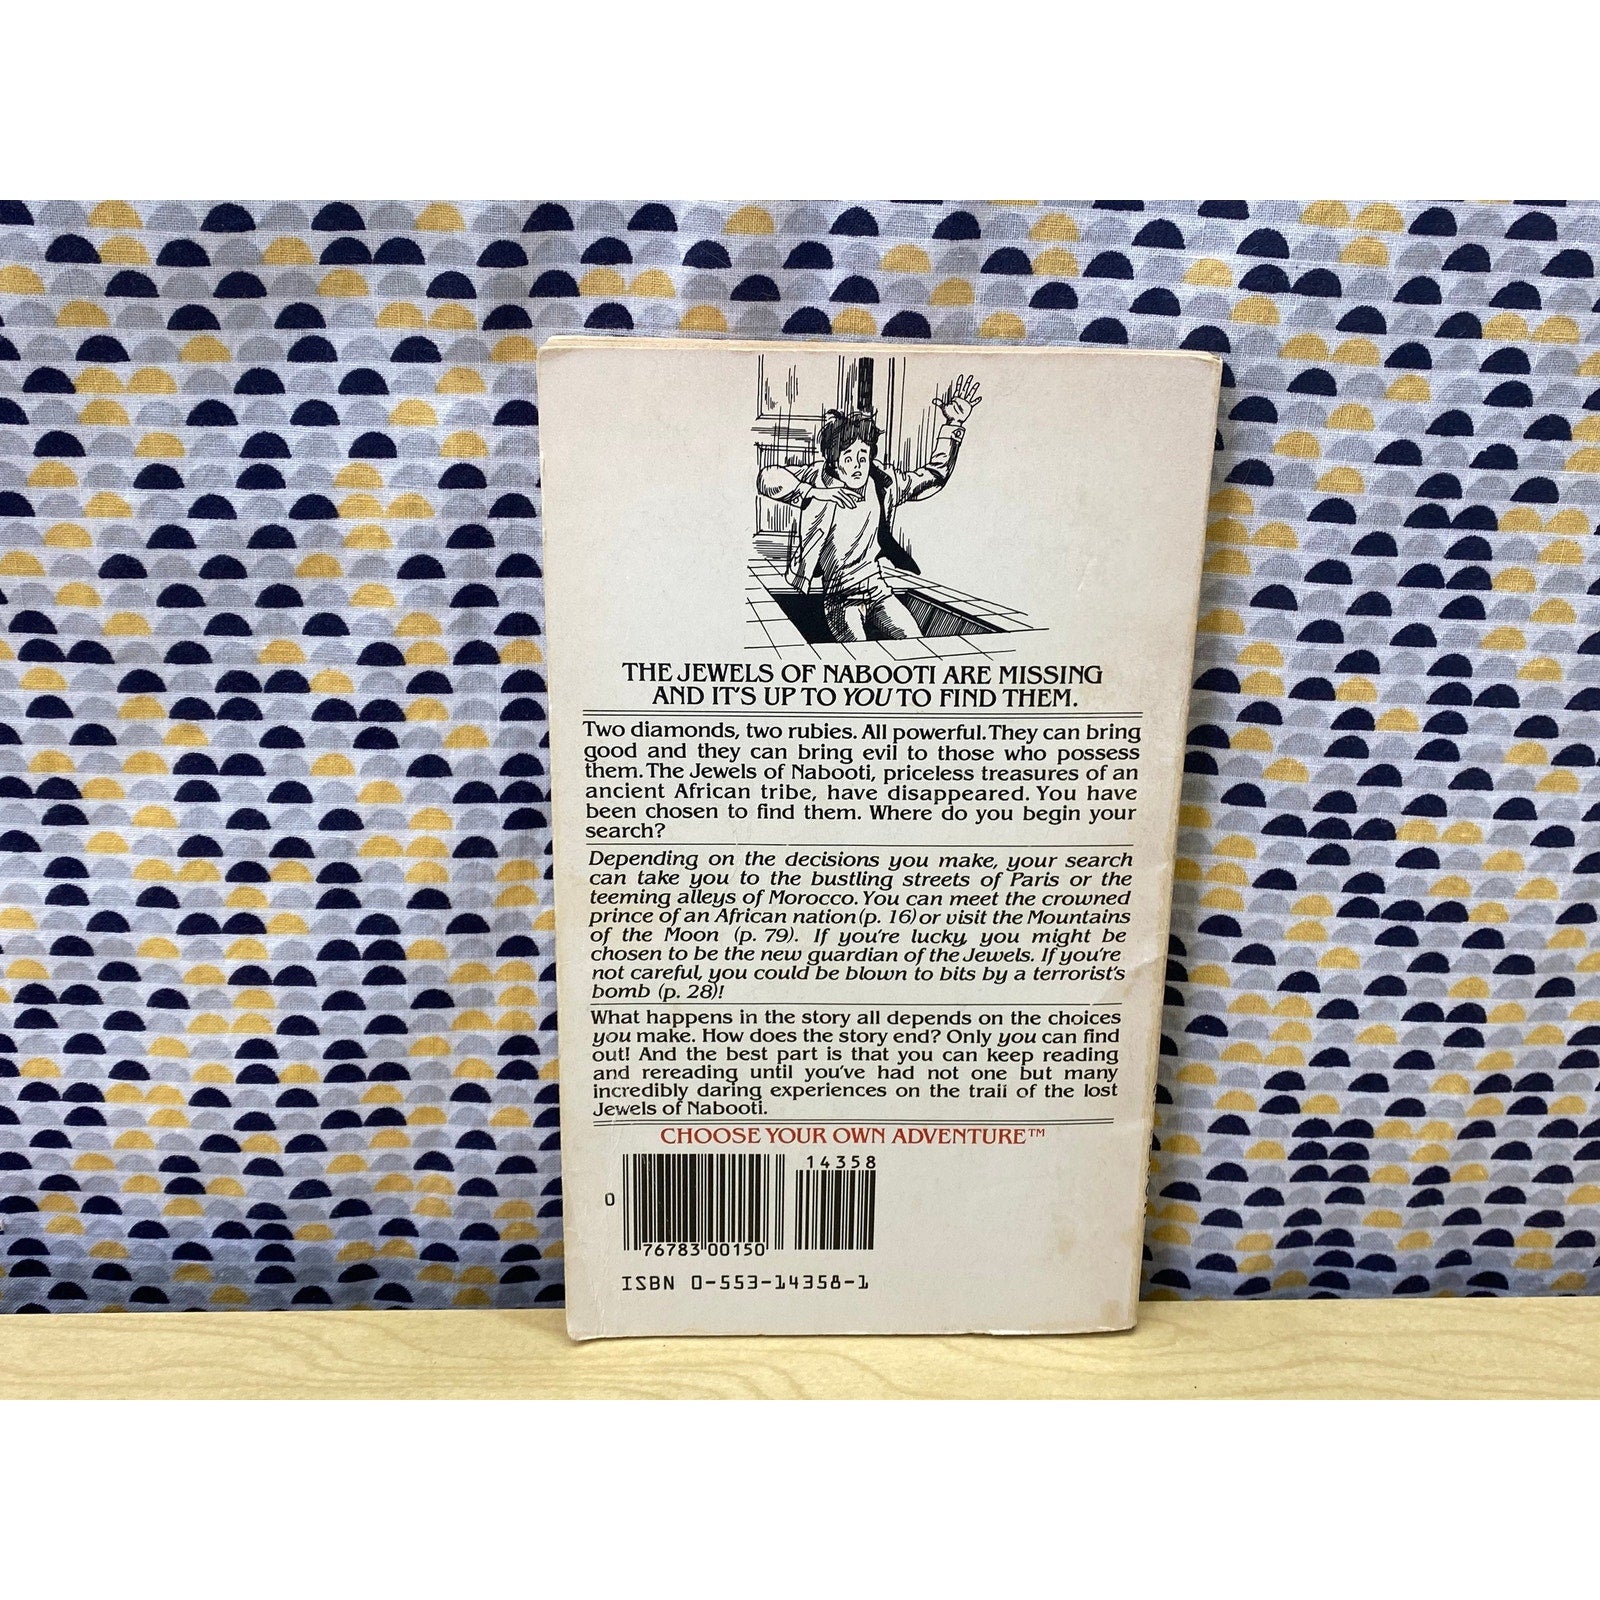 THE JEWELS OF NABOOTI ARE MISSING
AND IT'S UP TO YOU TO FIND THEM.
Two diamonds, two rubies. All powerful. They can bring
good and they can bring evil to those who possess
them. The Jewels of Nabooti, priceless treasures of an
ancient African tribe, have disappeared. You have
been chosen to find them. Where do you begin your
search?
Depending on the decisions you make, your search
can take you to the bustling streets of Paris or the
teeming alleys of Morocco. You can meet the crowned
prince of an African nation (p. 16) or visit the Mountains
of the Moon (p. 79). If you're lucky, you might be
chosen to be the new guardian of the Jewels. If you're
not careful, you could be blown to bits by a terrorist's
bomb (p. 28)!
What happens in the story all depends on the choices
you make. How does the story end? Only you can find
out! And the best part is that you can keep reading
and rereading until you've had not one but many
incredibly daring experiences on the trail of the lost
Jewels of Nabooti.
CHOOSE YOUR OWN ADVENTURE™
14358
0
76783 00150
ISBN 0-553-14358-1